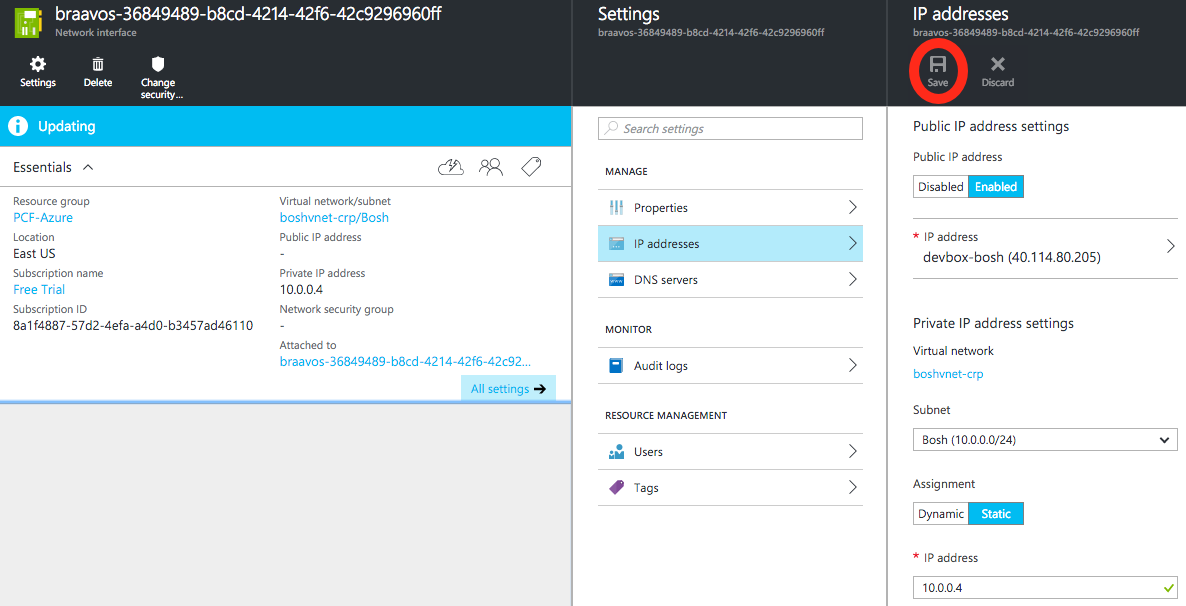 braavos-36849489-b8cd-4214-42f6-42c9296960ff
Network interface
Settings
Delete
Change
security...
Updating
Essentials
Resource group
PCF-Azure
Location
East US
Subscription name
Free Trial
Subscription ID
8a1f4887-57d2-4efa-a4d0-b3457ad46110
Virtual network/subnet
boshvnet-crp/Bosh
Public IP address
-
Private IP address
10.0.0.4
Network security group
-
Attached to
braavos-36849489-b8cd-4214-42f6-42c92...
All settings
Settings
braavos-36849489-b8cd-4214-42f6-42c9296960ff
Search settings
MANAGE
Properties
IP addresses
DNS servers
MONITOR
Audit logs
RESOURCE MANAGEMENT
Users
Tags
IP addresses
braavos-36849489-b8cd-4214-42f6-42c9296960ff
Save
Discard
Public IP address settings
Public IP address
Disabled Enabled
* IP address
devbox-bosh (40.114.80.205)
Private IP address settings
Virtual network
boshvnet-crp
Subnet
Bosh (10.0.0.0/24)
Assignment
Dynamic Static
* IP address
10.0.0.4